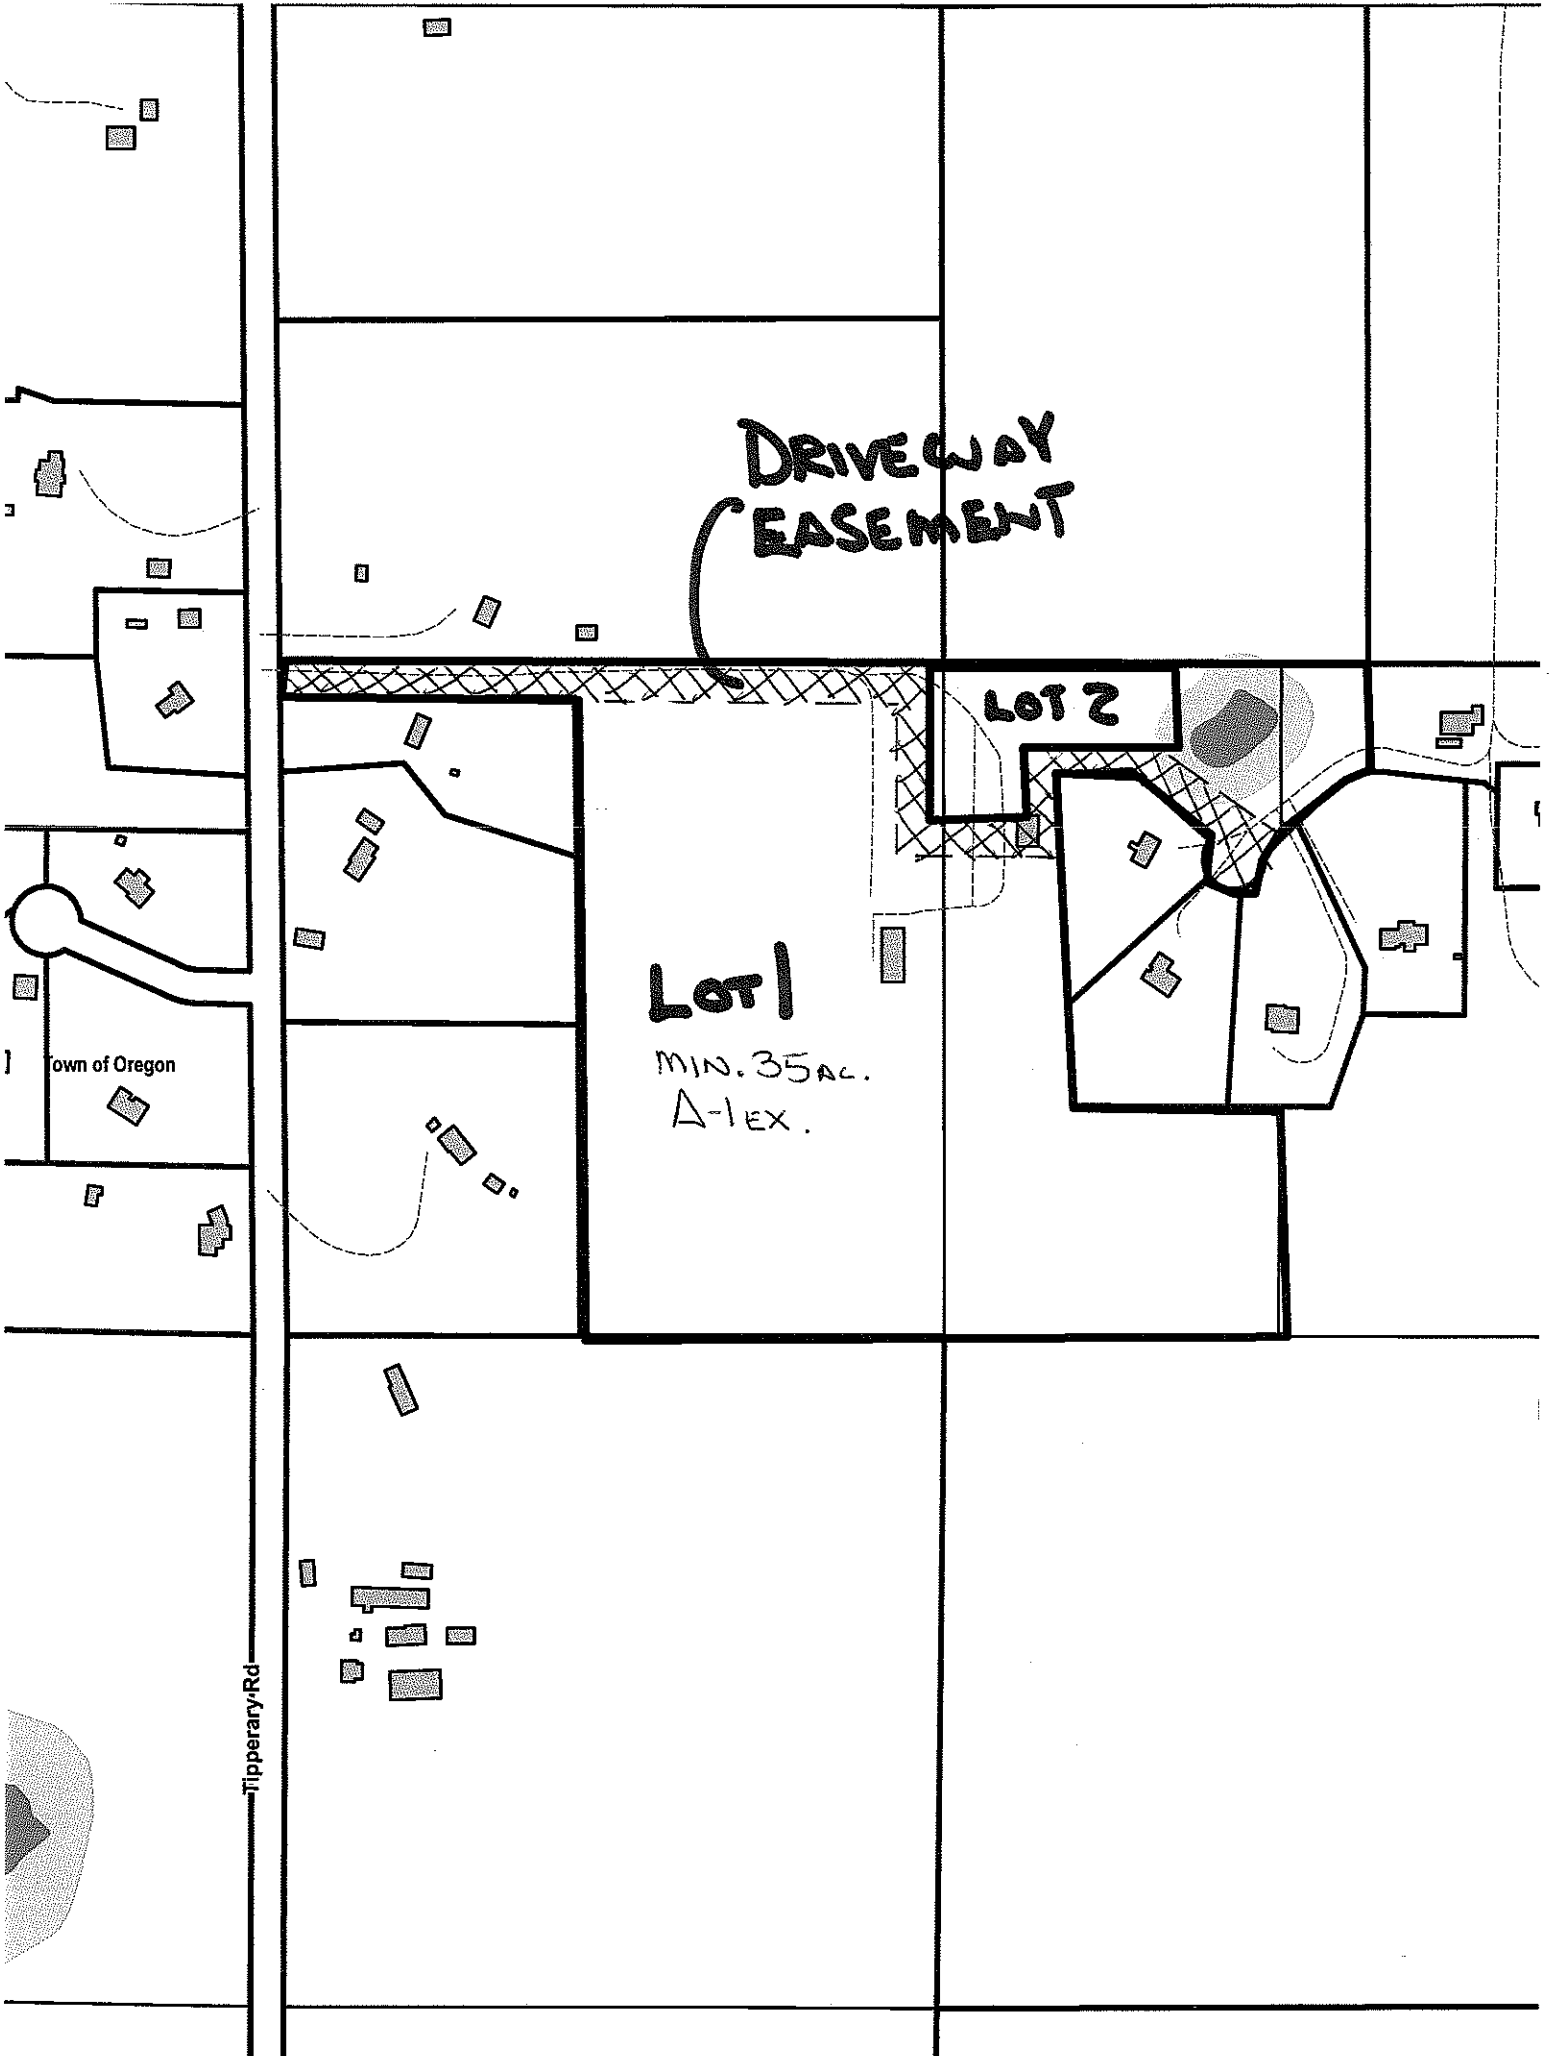 DRIVEWAY
EASEMENT
LOT 2
LOT 1
MIN. 35 AC.
A-1 EX.
Town of Oregon
Tipperary Rd